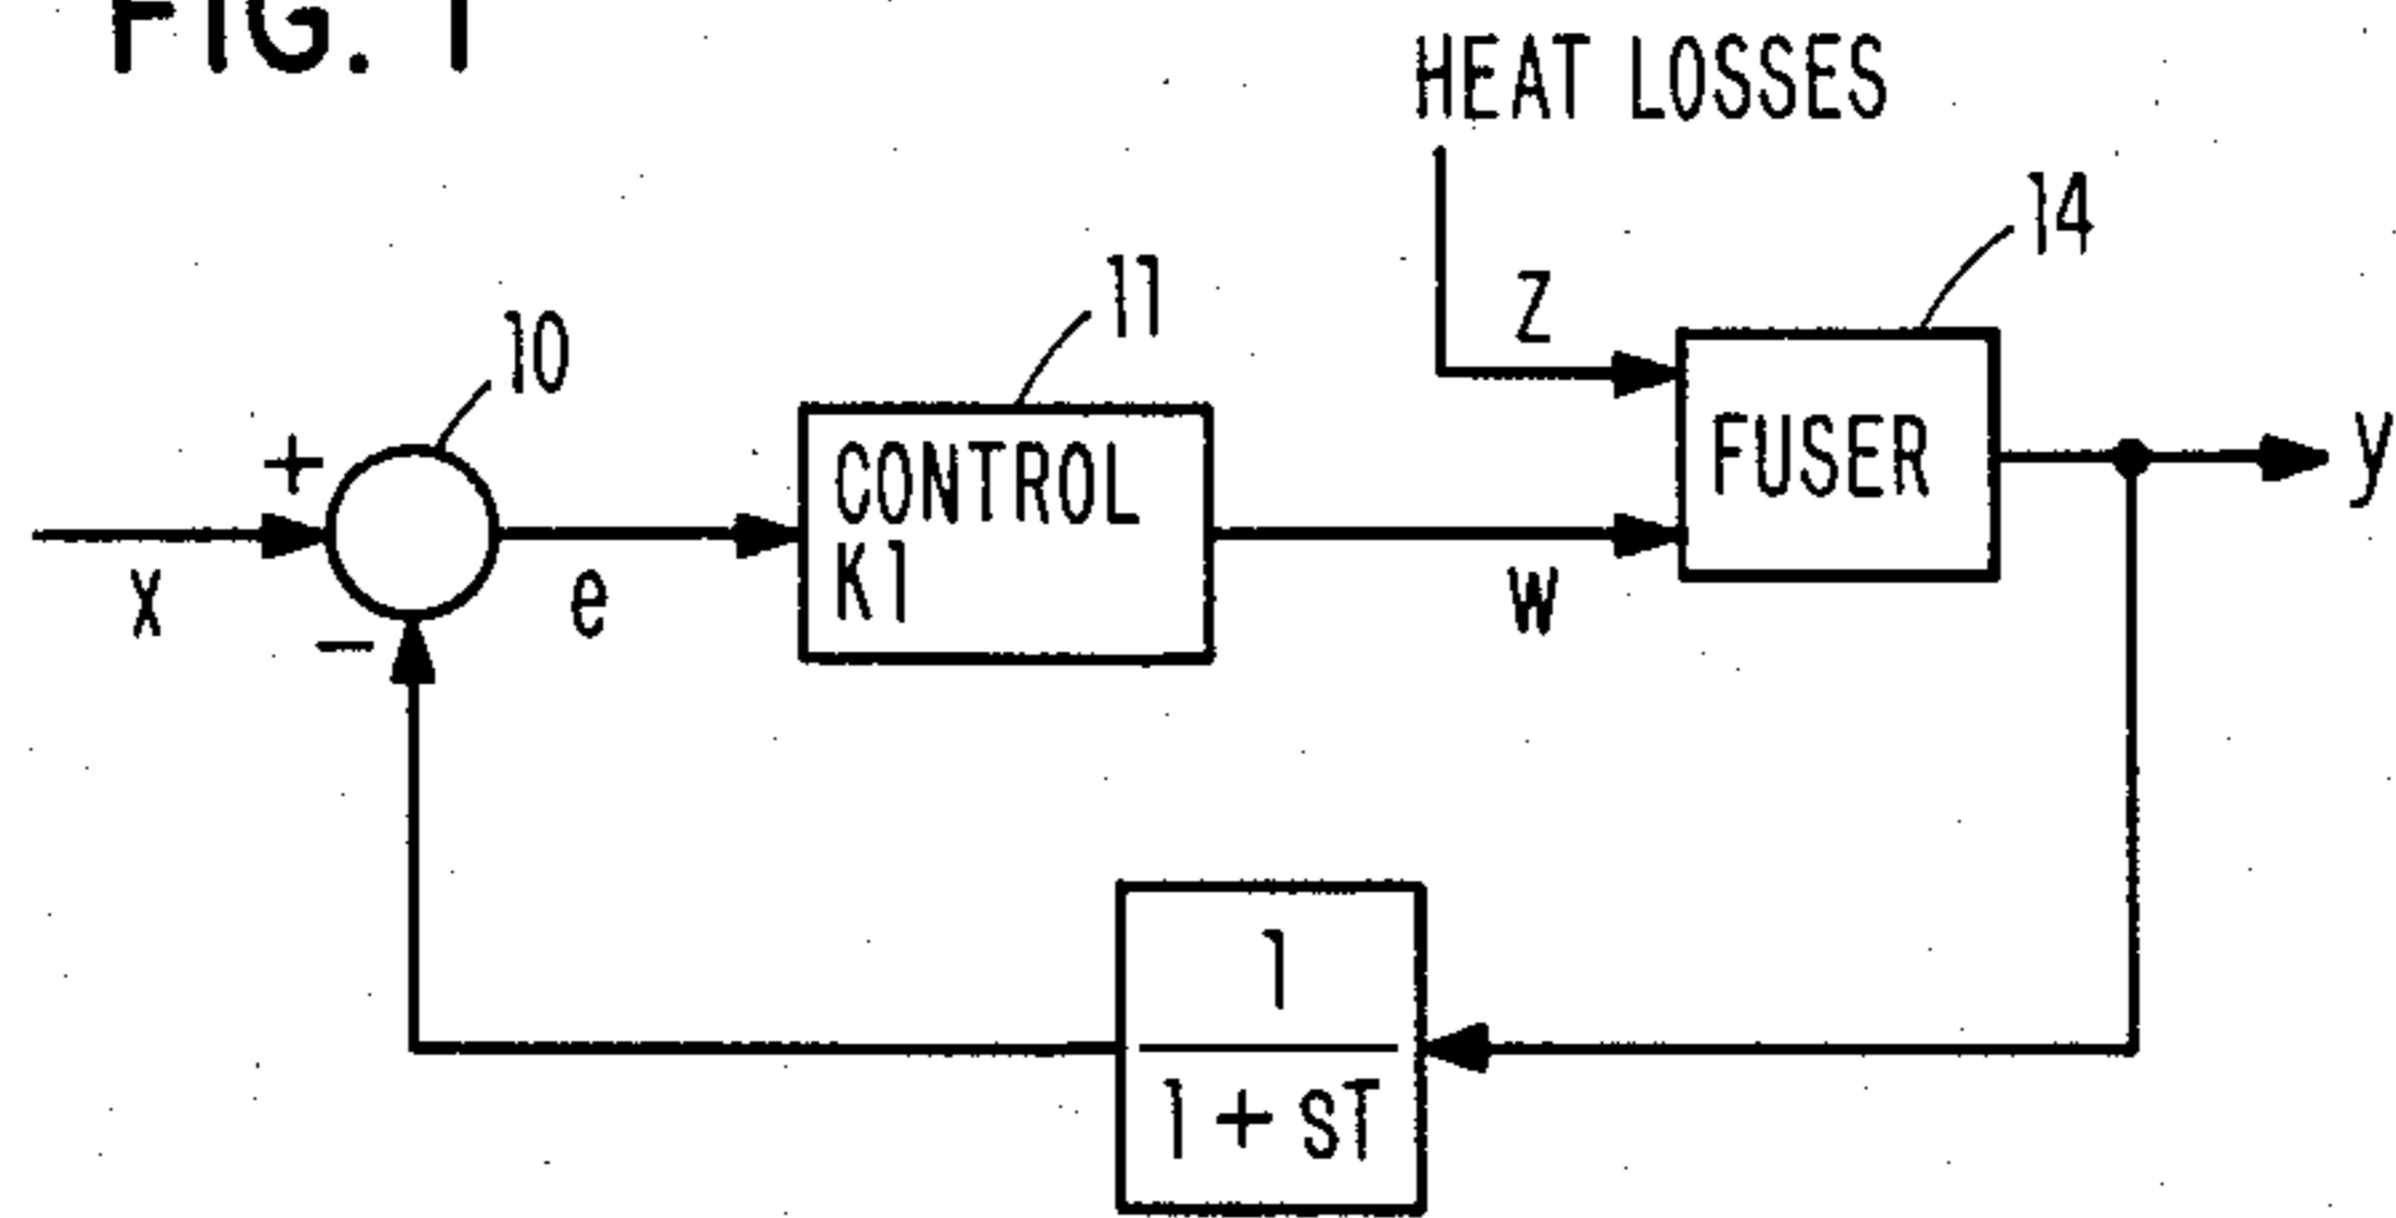 FIG. 1
HEAT LOSSES
14
11
Z
10
+
CONTROL
K1
FUSER
y
x
e
w
−
1
1 + sT